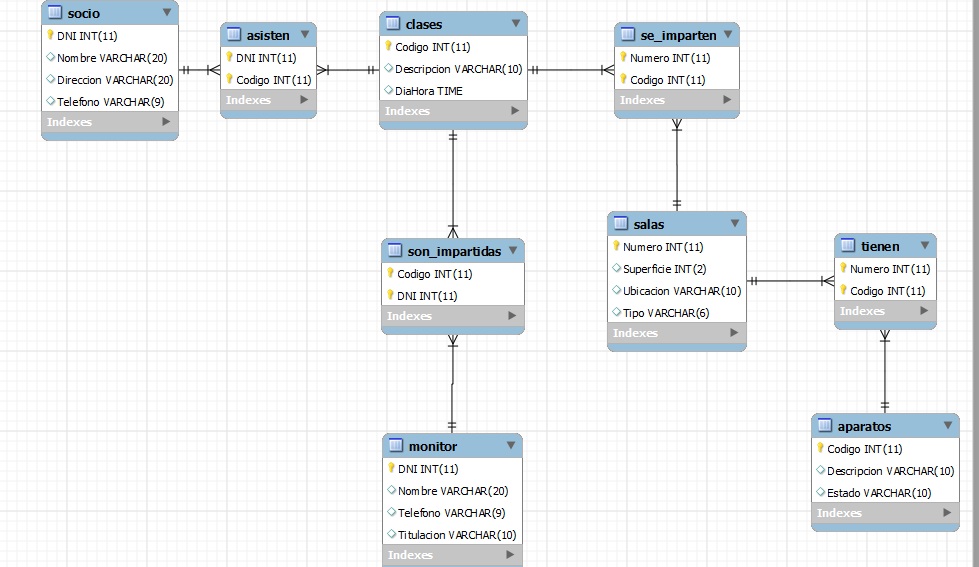 socio
DNI INT(11)
Nombre VARCHAR(20)
Direccion VARCHAR(20)
Telefono VARCHAR(9)
Indexes
asisten
DNI INT(11)
Codigo INT(11)
Indexes
clases
Codigo INT(11)
Descripcion VARCHAR(10)
DiaHora TIME
Indexes
se_imparten
Numero INT(11)
Codigo INT(11)
Indexes
son_impartidas
Codigo INT(11)
DNI INT(11)
Indexes
salas
Numero INT(11)
Superficie INT(2)
Ubicacion VARCHAR(10)
Tipo VARCHAR(6)
Indexes
tienen
Numero INT(11)
Codigo INT(11)
Indexes
monitor
DNI INT(11)
Nombre VARCHAR(20)
Telefono VARCHAR(9)
Titulacion VARCHAR(10)
Indexes
aparatos
Codigo INT(11)
Descripcion VARCHAR(10)
Estado VARCHAR(10)
Indexes